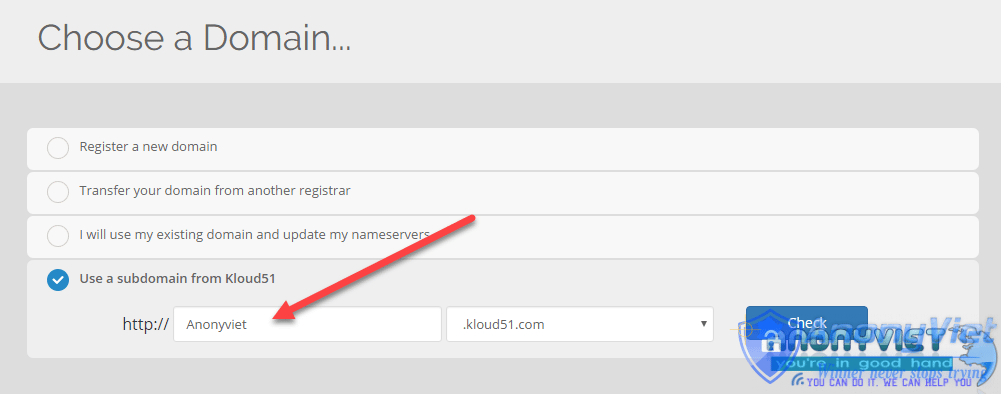 Choose a Domain...
Register a new domain
Transfer your domain from another registrar
I will use my existing domain and update my nameservers
Use a subdomain from Kloud51
http:// Anonyviet .kloud51.com Check
AnonyViet
ANONYVIET
you're in good hand
Winner never stops trying
YOU CAN DO IT. WE CAN HELP YOU